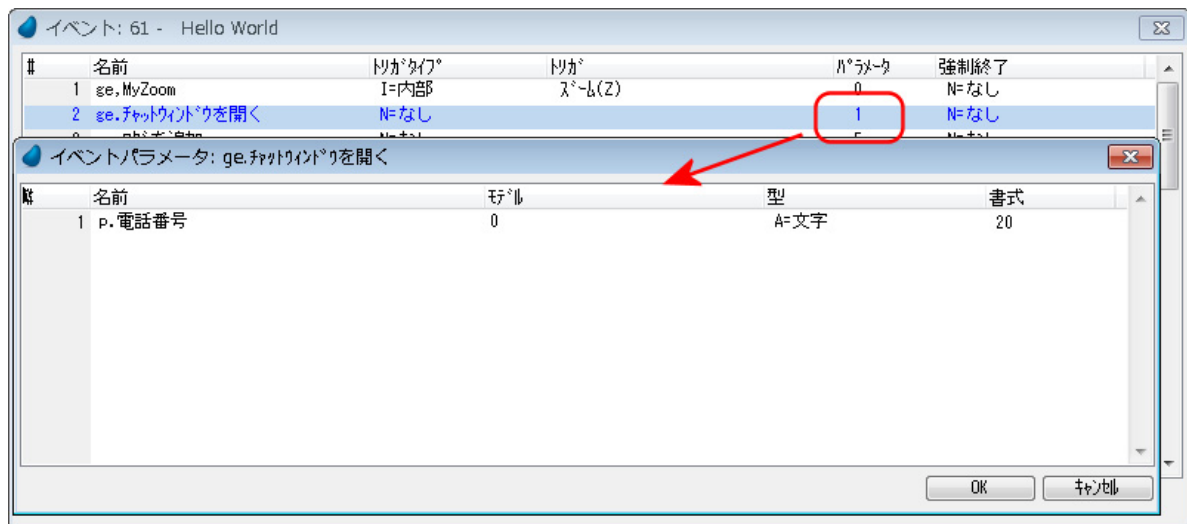 イベント: 61 - Hello World
# 名前 ﾄﾘｶﾞﾀｲﾌﾟ ﾄﾘｶﾞ ﾊﾟﾗﾒｰﾀ 強制終了
1 ge,MyZoom I=内部 ｽﾞｰﾑ(Z) 0 N=なし
2 ge.ﾁｬｯﾄｳｨﾝﾄﾞｳを開く N=なし 1 N=なし
イベントパラメータ: ge.ﾁｬｯﾄｳｨﾝﾄﾞｳを開く
名前 ﾓﾃﾞﾙ 型 書式
1 p.電話番号 0 A=文字 20
OK ｷｬﾝｾﾙ